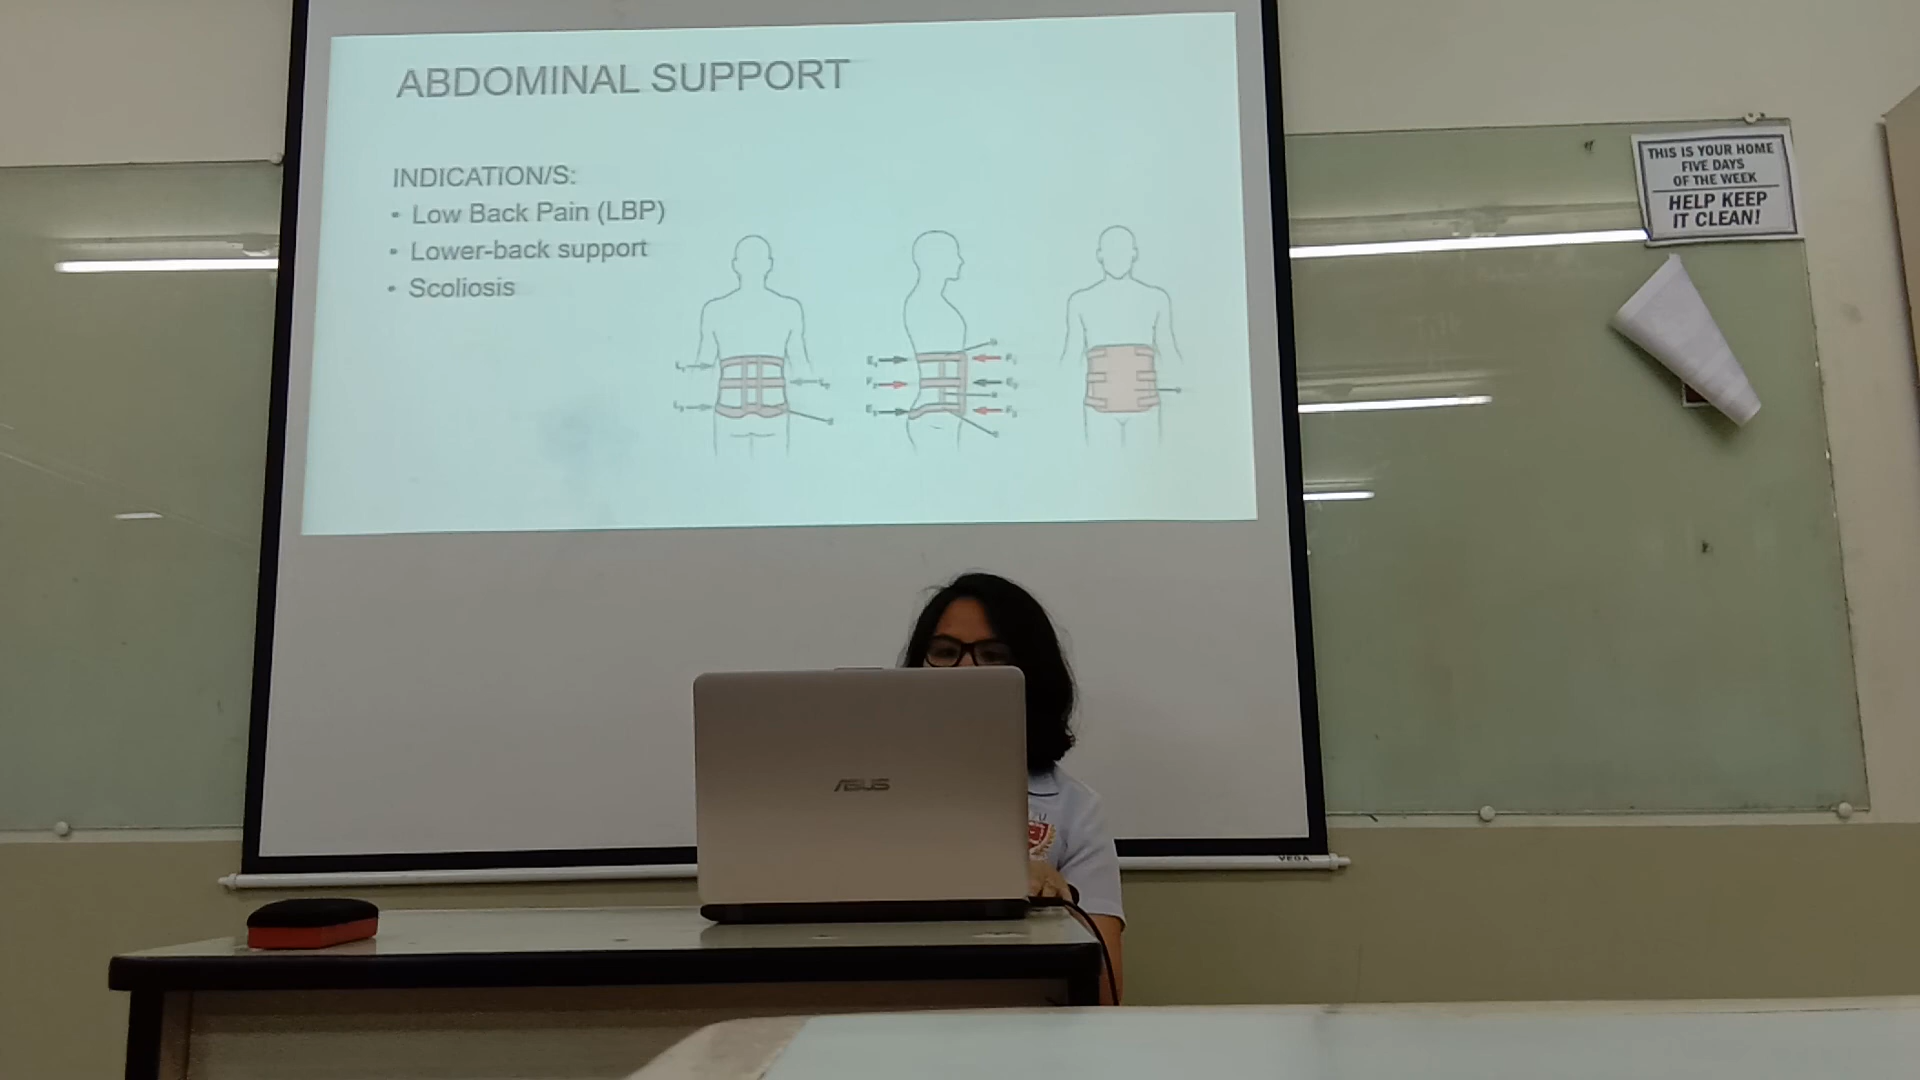 ABDOMINAL SUPPORT
INDICATION/S:
• Low Back Pain (LBP)
• Lower-back support
• Scoliosis
THIS IS YOUR HOME
FIVE DAYS
OF THE WEEK
HELP KEEP
IT CLEAN!
ASUS
VEGA